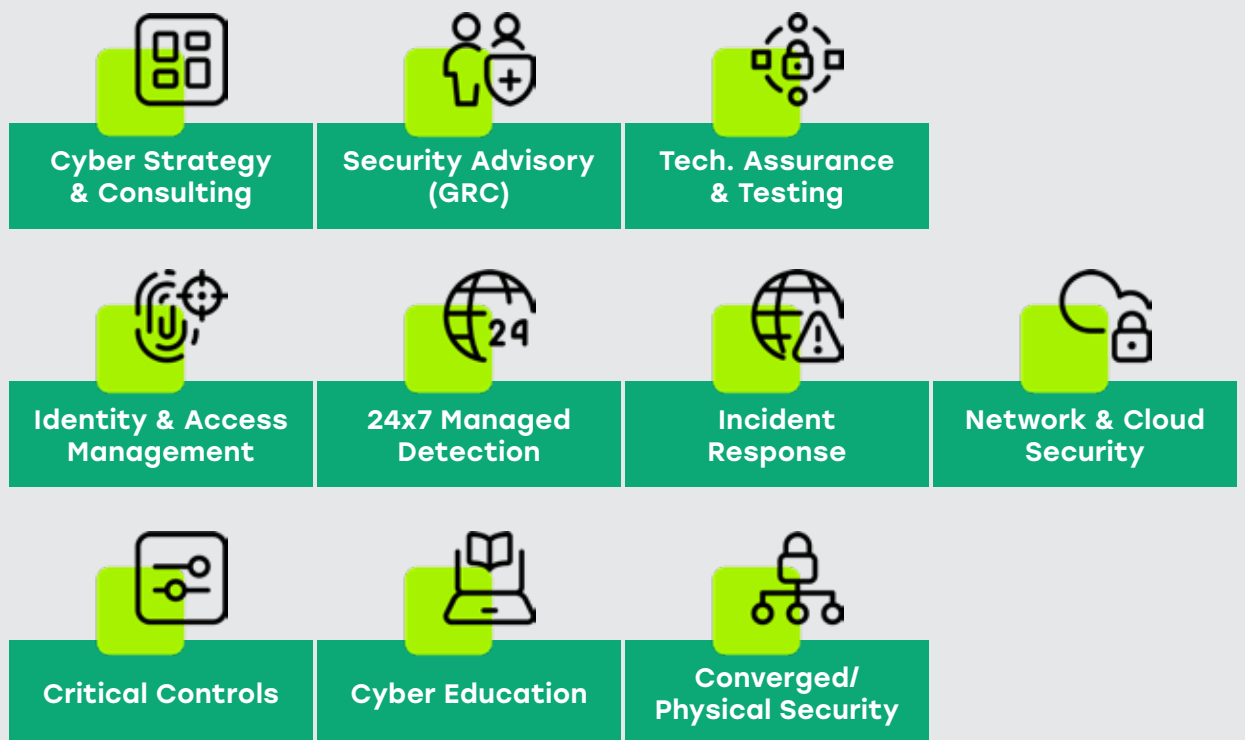 Cyber Strategy
& Consulting
Security Advisory
(GRC)
Tech. Assurance
& Testing
24
Identity & Access
Management
24x7 Managed
Detection
Incident
Response
Network & Cloud
Security
Critical Controls
Cyber Education
Converged/
Physical Security